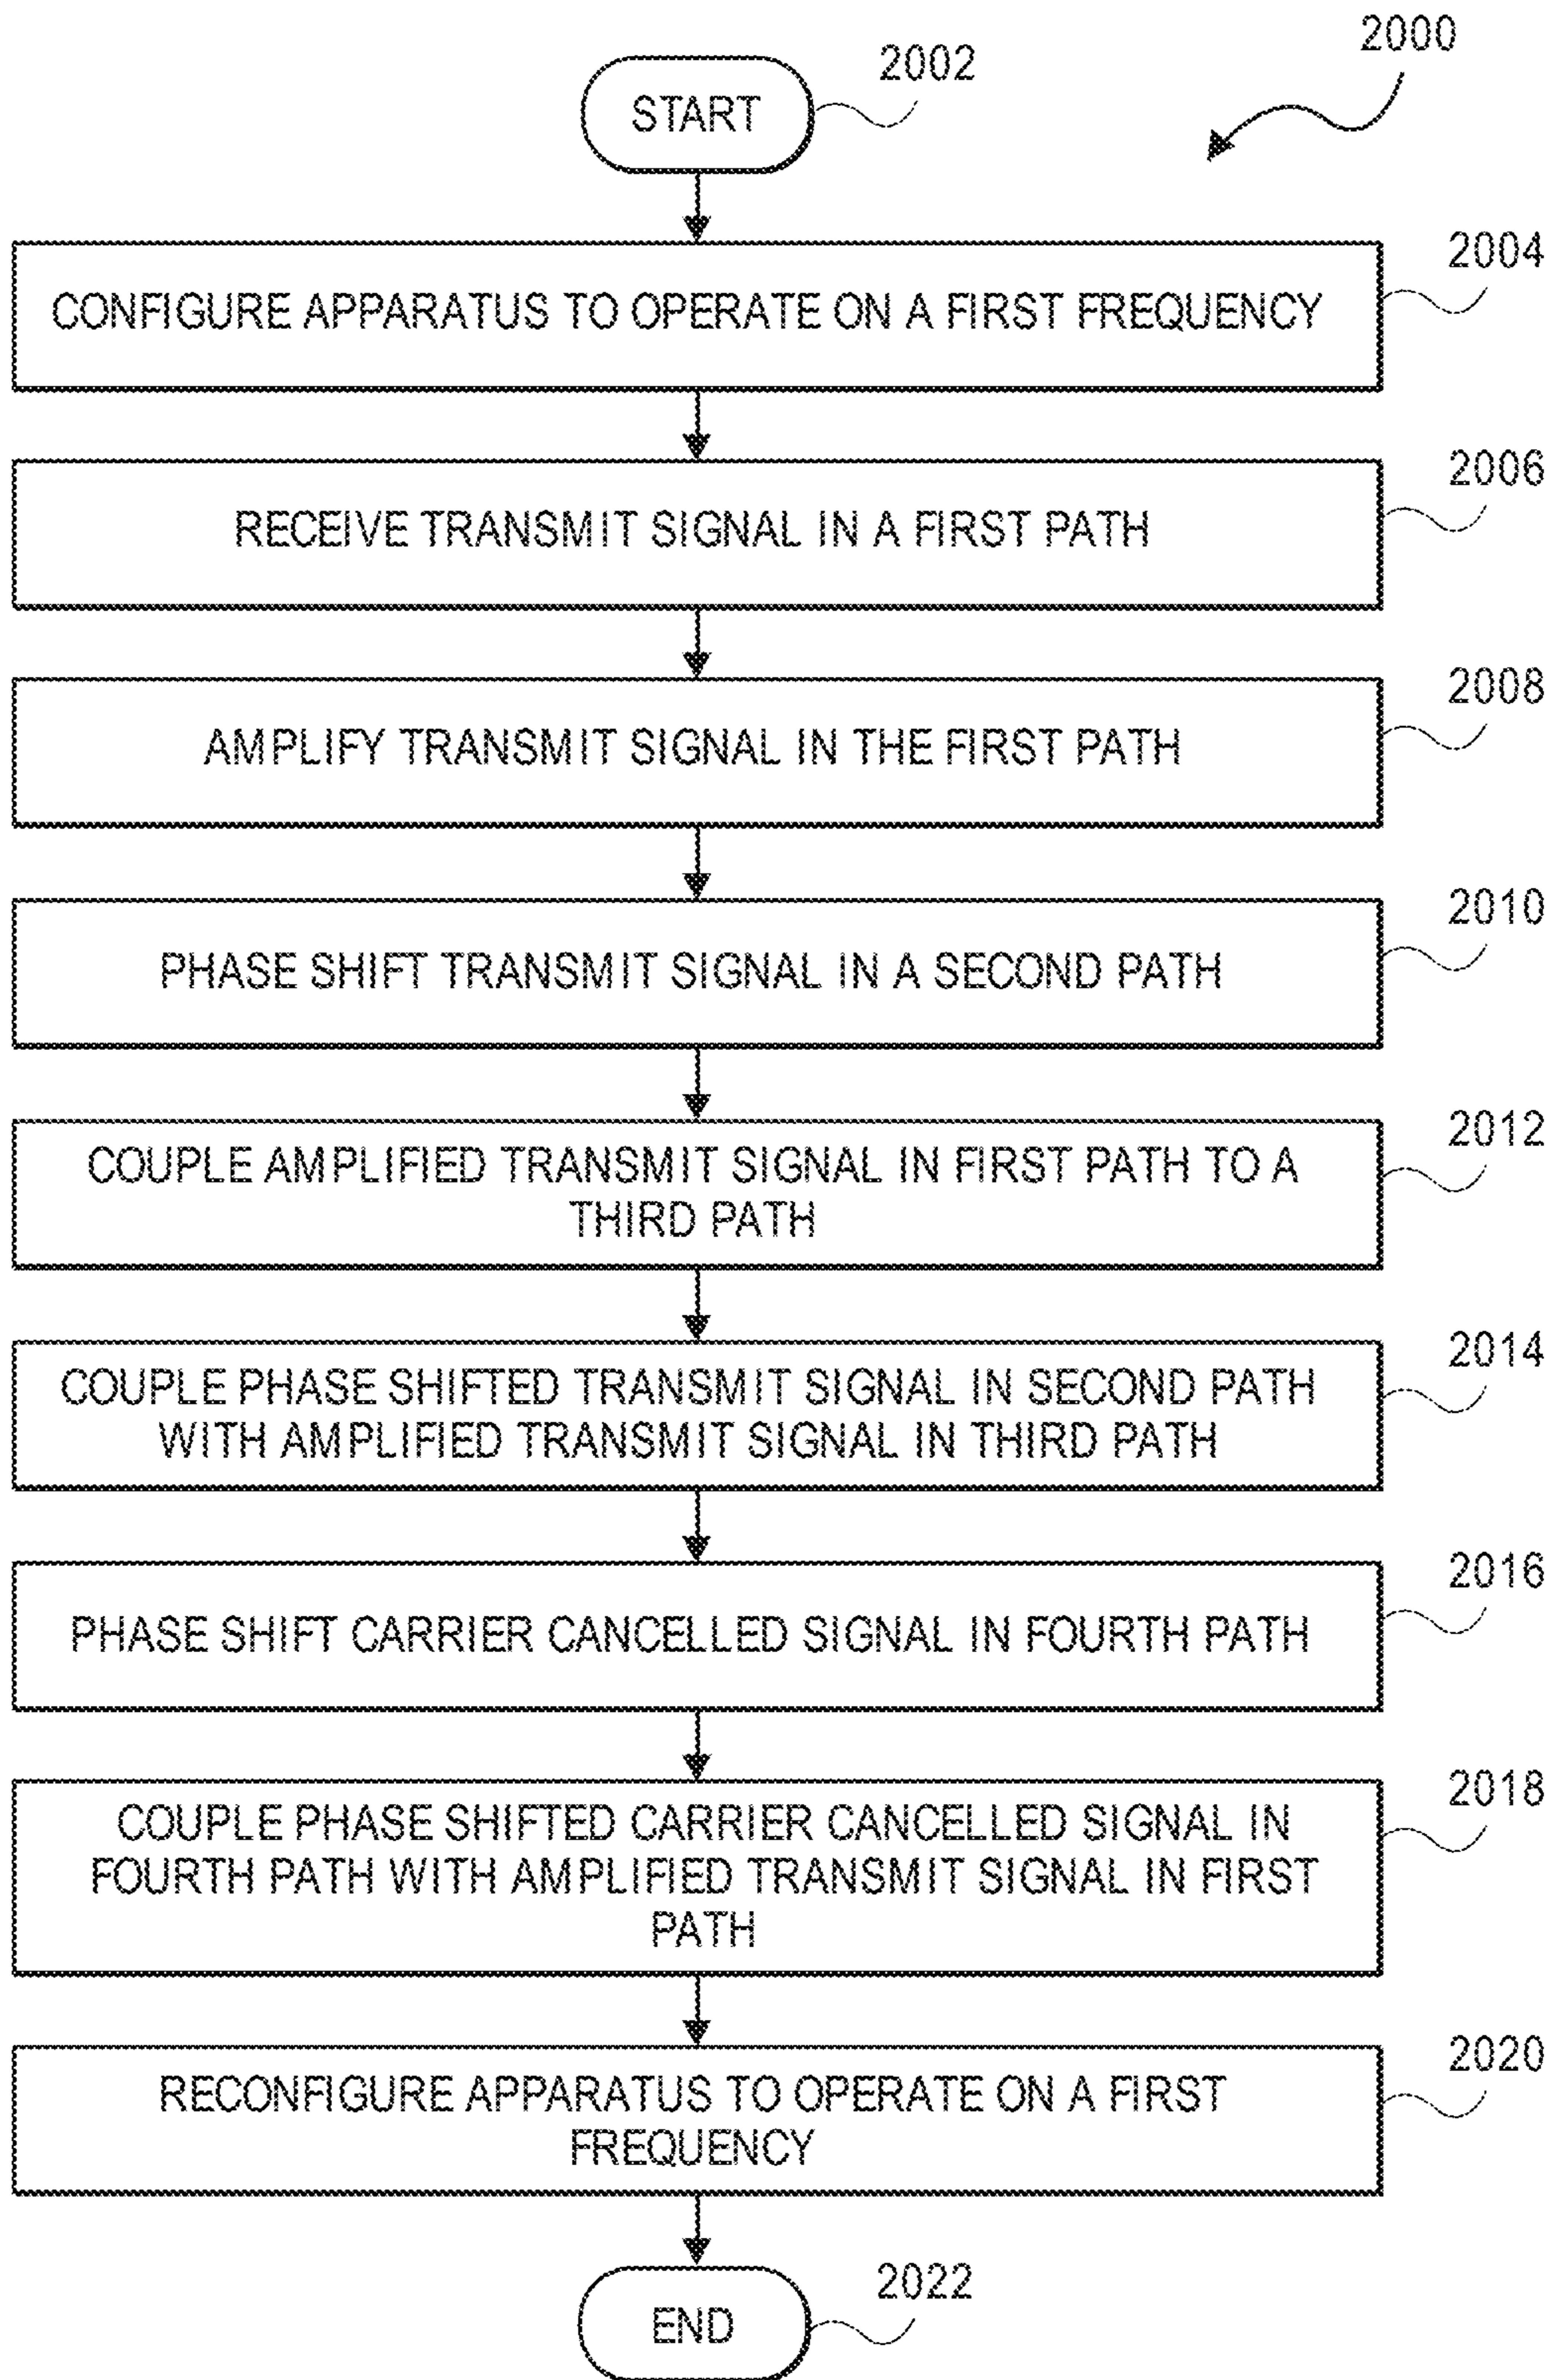 2000
2002
START
2004
CONFIGURE APPARATUS TO OPERATE ON A FIRST FREQUENCY
2006
RECEIVE TRANSMIT SIGNAL IN A FIRST PATH
2008
AMPLIFY TRANSMIT SIGNAL IN THE FIRST PATH
2010
PHASE SHIFT TRANSMIT SIGNAL IN A SECOND PATH
2012
COUPLE AMPLIFIED TRANSMIT SIGNAL IN FIRST PATH TO A
THIRD PATH
2014
COUPLE PHASE SHIFTED TRANSMIT SIGNAL IN SECOND PATH
WITH AMPLIFIED TRANSMIT SIGNAL IN THIRD PATH
2016
PHASE SHIFT CARRIER CANCELLED SIGNAL IN FOURTH PATH
2018
COUPLE PHASE SHIFTED CARRIER CANCELLED SIGNAL IN
FOURTH PATH WITH AMPLIFIED TRANSMIT SIGNAL IN FIRST
PATH
2020
RECONFIGURE APPARATUS TO OPERATE ON A FIRST
FREQUENCY
2022
END